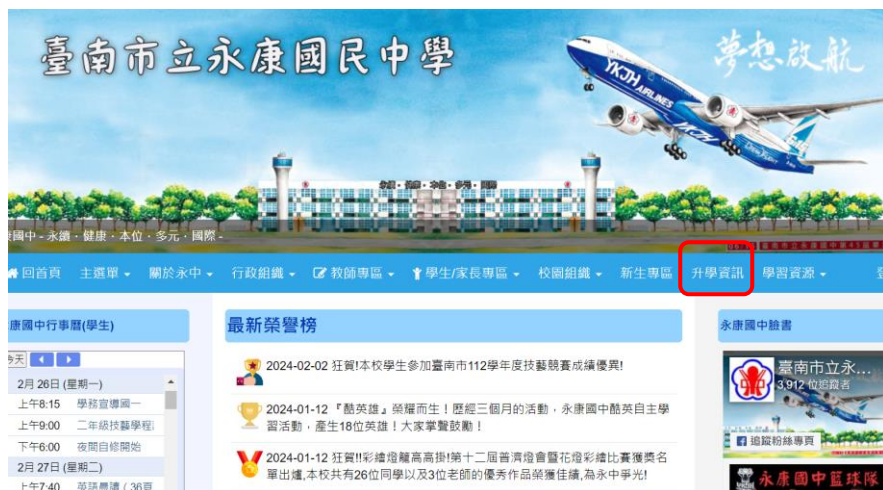 臺南市立永康國民中學
夢想啟航
YKJH AIRLINES
YKJH
國中 - 永續 · 健康 · 本位 · 多元 · 國際 -
回首頁 主選單 關於永中 行政組織 教師專區 學生/家長專區 校園組織 新生專區 升學資訊 學習資源
康國中行事曆(學生)
今天
2月 26日 (星期一)
上午8:15 學務宣導國一
上午9:00 二年級技藝學程
下午6:00 夜間自修開始
2月 27日 (星期二)
上午7:40 英語晨讀（36頁
最新榮譽榜
2024-02-02 狂賀!本校學生參加臺南市112學年度技藝競賽成績優異!
2024-01-12 『酷英雄』榮耀而生！歷經三個月的活動，永康國中酷英自主學
習活動，產生18位英雄！大家掌聲鼓勵！
2024-01-12 狂賀!!彩繪燈籠高高掛!第十二屆普濟燈會暨花燈彩繪比賽獲獎名
單出爐,本校共有26位同學以及3位老師的優秀作品榮獲佳績,為永中爭光!
永康國中臉書
臺南市立永...
3,912 位追蹤者
追蹤粉絲專頁
永康國中籃球隊